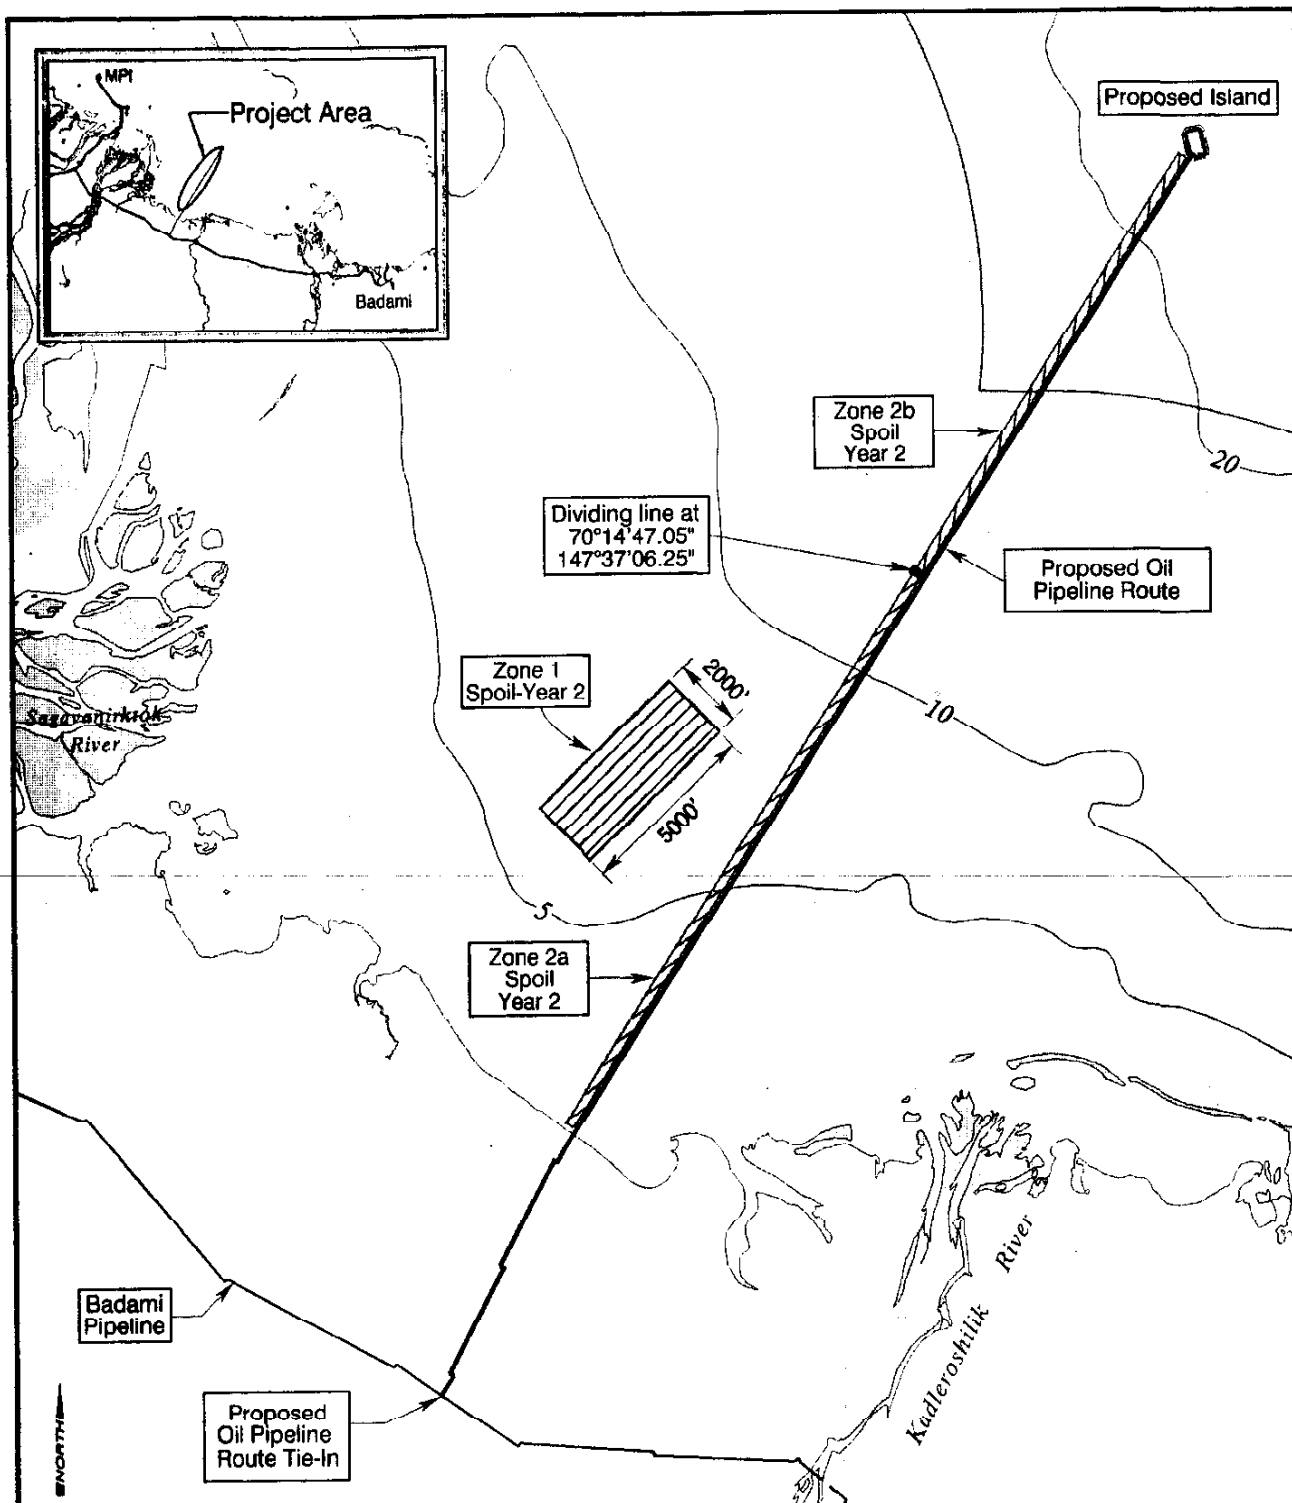 MPI
Project Area
Badami
Proposed Island
Zone 2b
Spoil
Year 2
20
Dividing line at
70°14'47.05"
147°37'06.25"
Proposed Oil
Pipeline Route
Zone 1
Spoil-Year 2
2000'
5000'
10
Sagavanirktok
River
5
Zone 2a
Spoil
Year 2
Kadleroshilik
River
Badami
Pipeline
Proposed
Oil Pipeline
Route Tie-In
NORTH